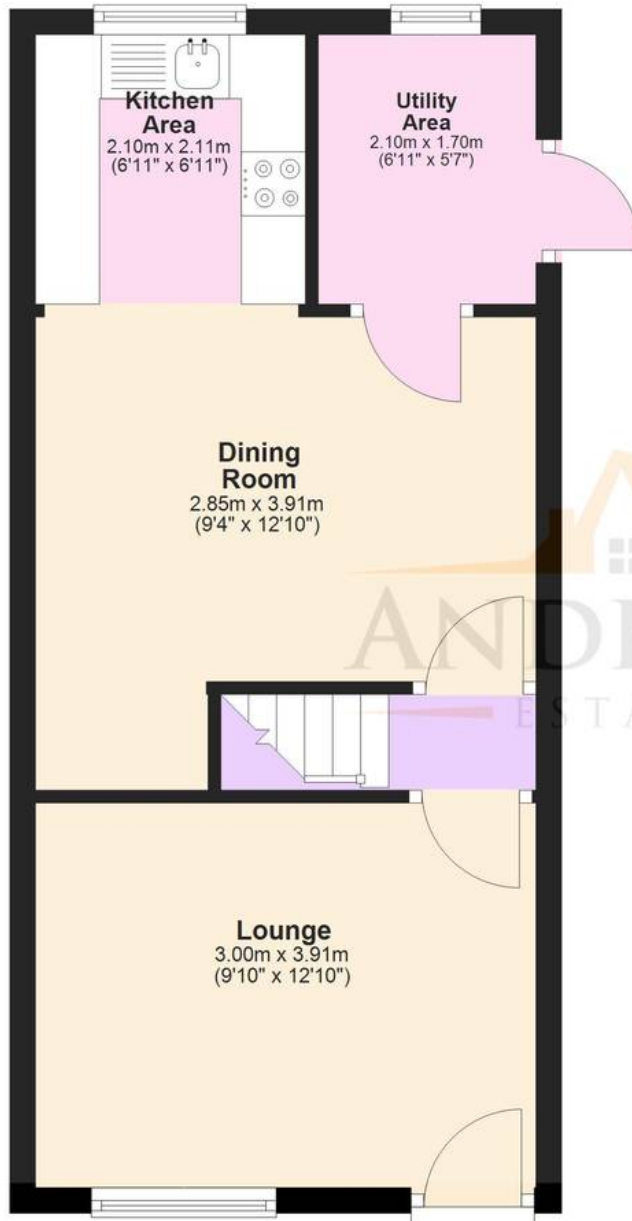 Kitchen
Area
2.10m x 2.11m
(6'11" x 6'11")
Utility
Area
2.10m x 1.70m
(6'11" x 5'7")
Dining
Room
2.85m x 3.91m
(9'4" x 12'10")
Lounge
3.00m x 3.91m
(9'10" x 12'10")